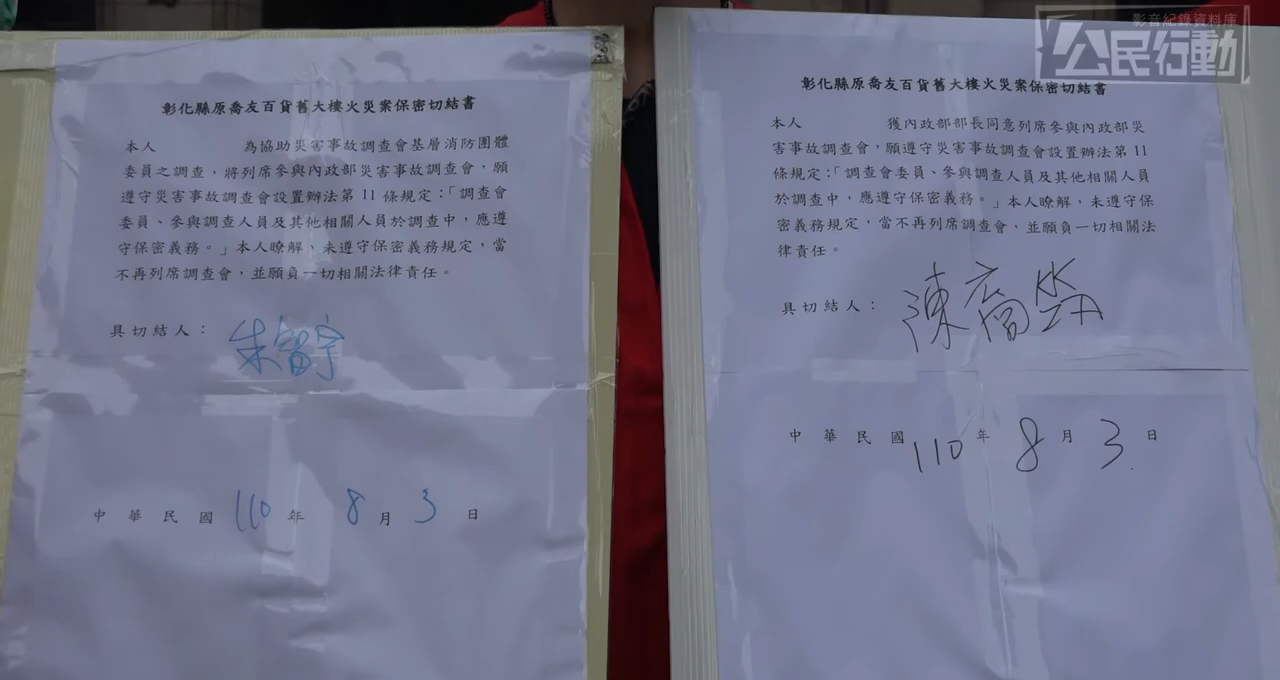 影音紀錄資料庫
公民行動
彰化縣原喬友百貨舊大樓火災案保密切結書
本人 為協助災害事故調查會基層消防團體
委員之調查，將列席參與內政部災害事故調查會，願
遵守災害事故調查會設置辦法第 11 條規定：「調查會
委員、參與調查人員及其他相關人員於調查中，應遵
守保密義務。」本人瞭解，未遵守保密義務規定，當
不再列席調查會，並願負一切相關法律責任。
具切結人：朱智宇
中華民國 110 年 8 月 3 日
彰化縣原喬友百貨舊大樓火災案保密切結書
本人 獲內政部部長同意列席參與內政部災
害事故調查會，願遵守災害事故調查會設置辦法第 11
條規定：「調查會委員、參與調查人員及其他相關人員
於調查中，應遵守保密義務。」本人瞭解，未遵守保
密義務規定，當不再列席調查會，並願負一切相關法
律責任。
具切結人：陳喬
中華民國 110 年 8 月 3 日